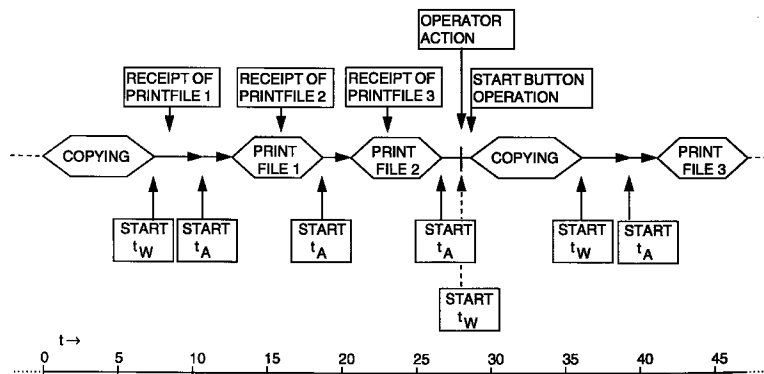 OPERATOR
ACTION
RECEIPT OF
PRINTFILE 1
RECEIPT OF
PRINTFILE 2
RECEIPT OF
PRINTFILE 3
START BUTTON
OPERATION
COPYING
PRINT
FILE 1
PRINT
FILE 2
COPYING
PRINT
FILE 3
START
tW
START
tA
START
tA
START
tA
START
tW
START
tA
START
tW
t→
0 5 10 15 20 25 30 35 40 45